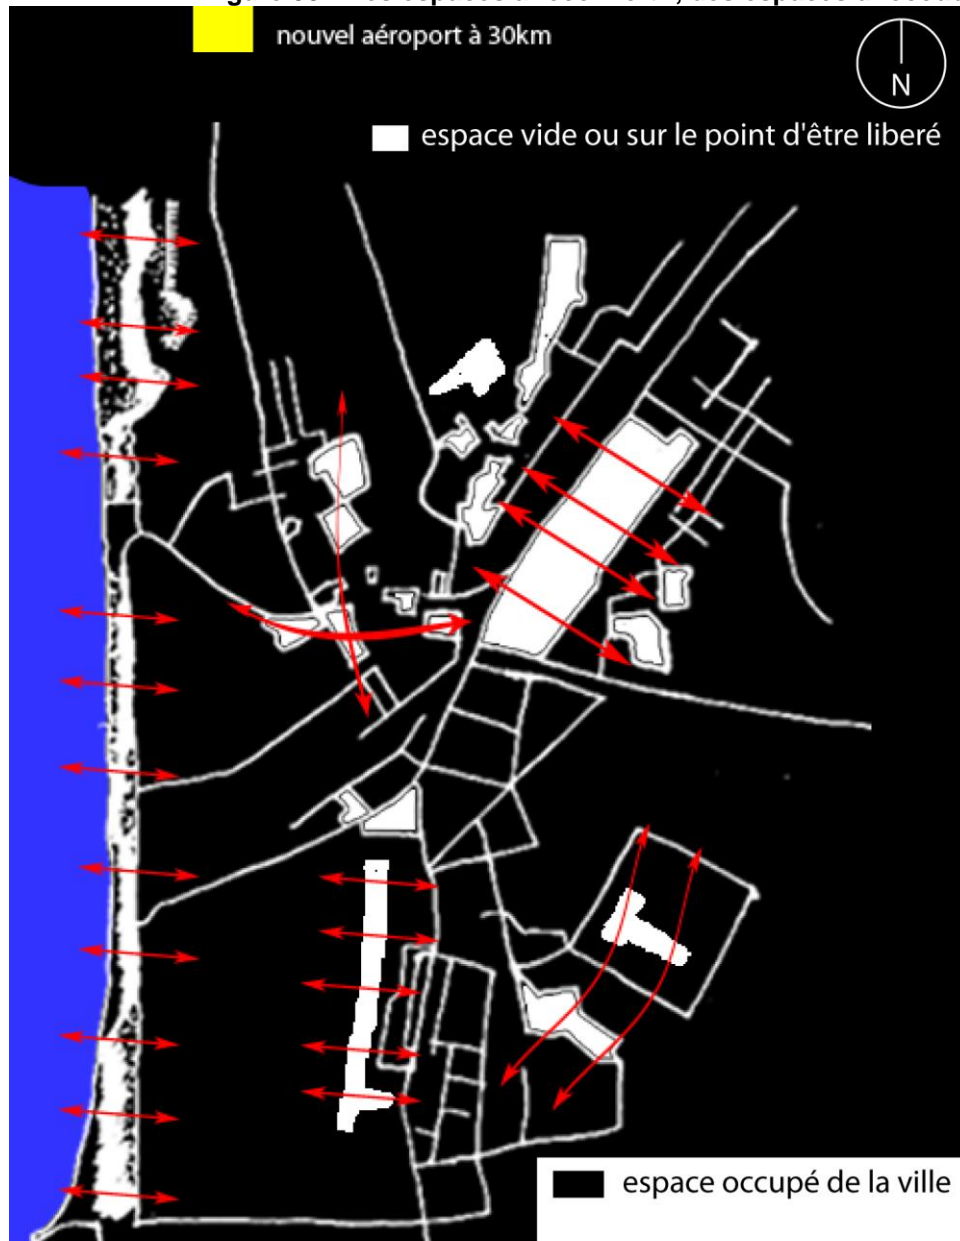 nouvel aéroport à 30km
N
espace vide ou sur le point d'être liberé
espace occupé de la ville